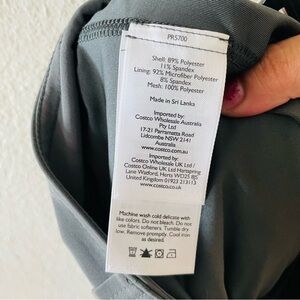 PR5700
Shell: 89% Polyester
11% Spandex
Lining: 92% Microfiber Polyester
8% Spandex
Mesh: 100% Polyester
Made in Sri Lanka
Imported by:
Costco Wholesale Australia
Pty Ltd
17-21 Parramatta Road
Lidcombe NSW 2141
Australia
www.costco.com.au
Imported by:
Costco Wholesale UK Ltd /
Costco Online UK Ltd Hartspring
Lane Watford, Herts WD25 8JS
United Kingdom 01923 213113
www.costco.co.uk
Machine wash cold delicate with
like colors. Do not bleach. Do not
use fabric softeners. Tumble dry
low. Remove promptly. Cool iron
as desired.